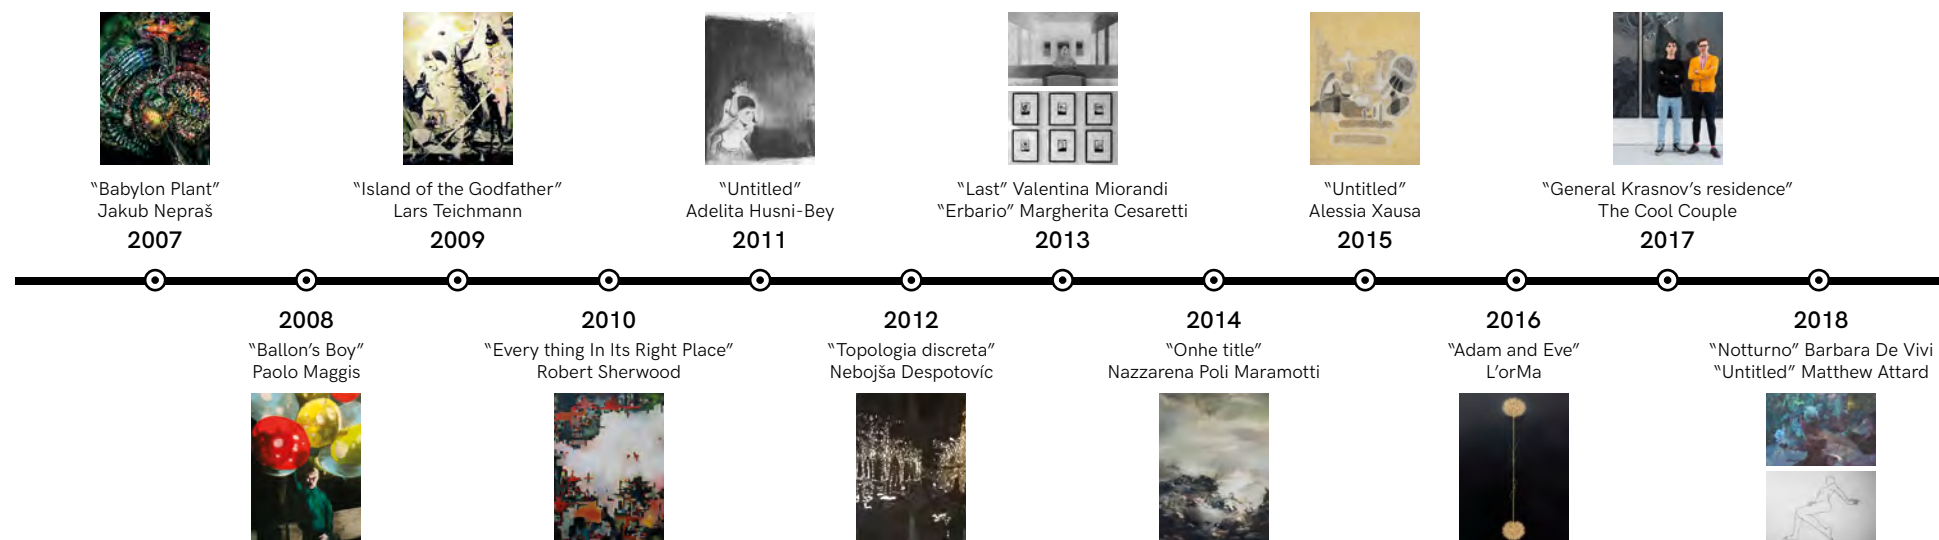 “Babylon Plant”
Jakub Nepraš
2007
“Island of the Godfather”
Lars Teichmann
2009
“Untitled”
Adelita Husni-Bey
2011
“Last” Valentina Miorandi
“Erbario” Margherita Cesaretti
2013
“Untitled”
Alessia Xausa
2015
“General Krasnov’s residence”
The Cool Couple
2017
2008
“Ballon’s Boy”
Paolo Maggis
2010
“Every thing In Its Right Place”
Robert Sherwood
2012
“Topologia discreta”
Nebojša Despotovíc
2014
“Onhe title”
Nazzarena Poli Maramotti
2016
“Adam and Eve”
L’orMa
2018
“Notturno” Barbara De Vivi
“Untitled” Matthew Attard